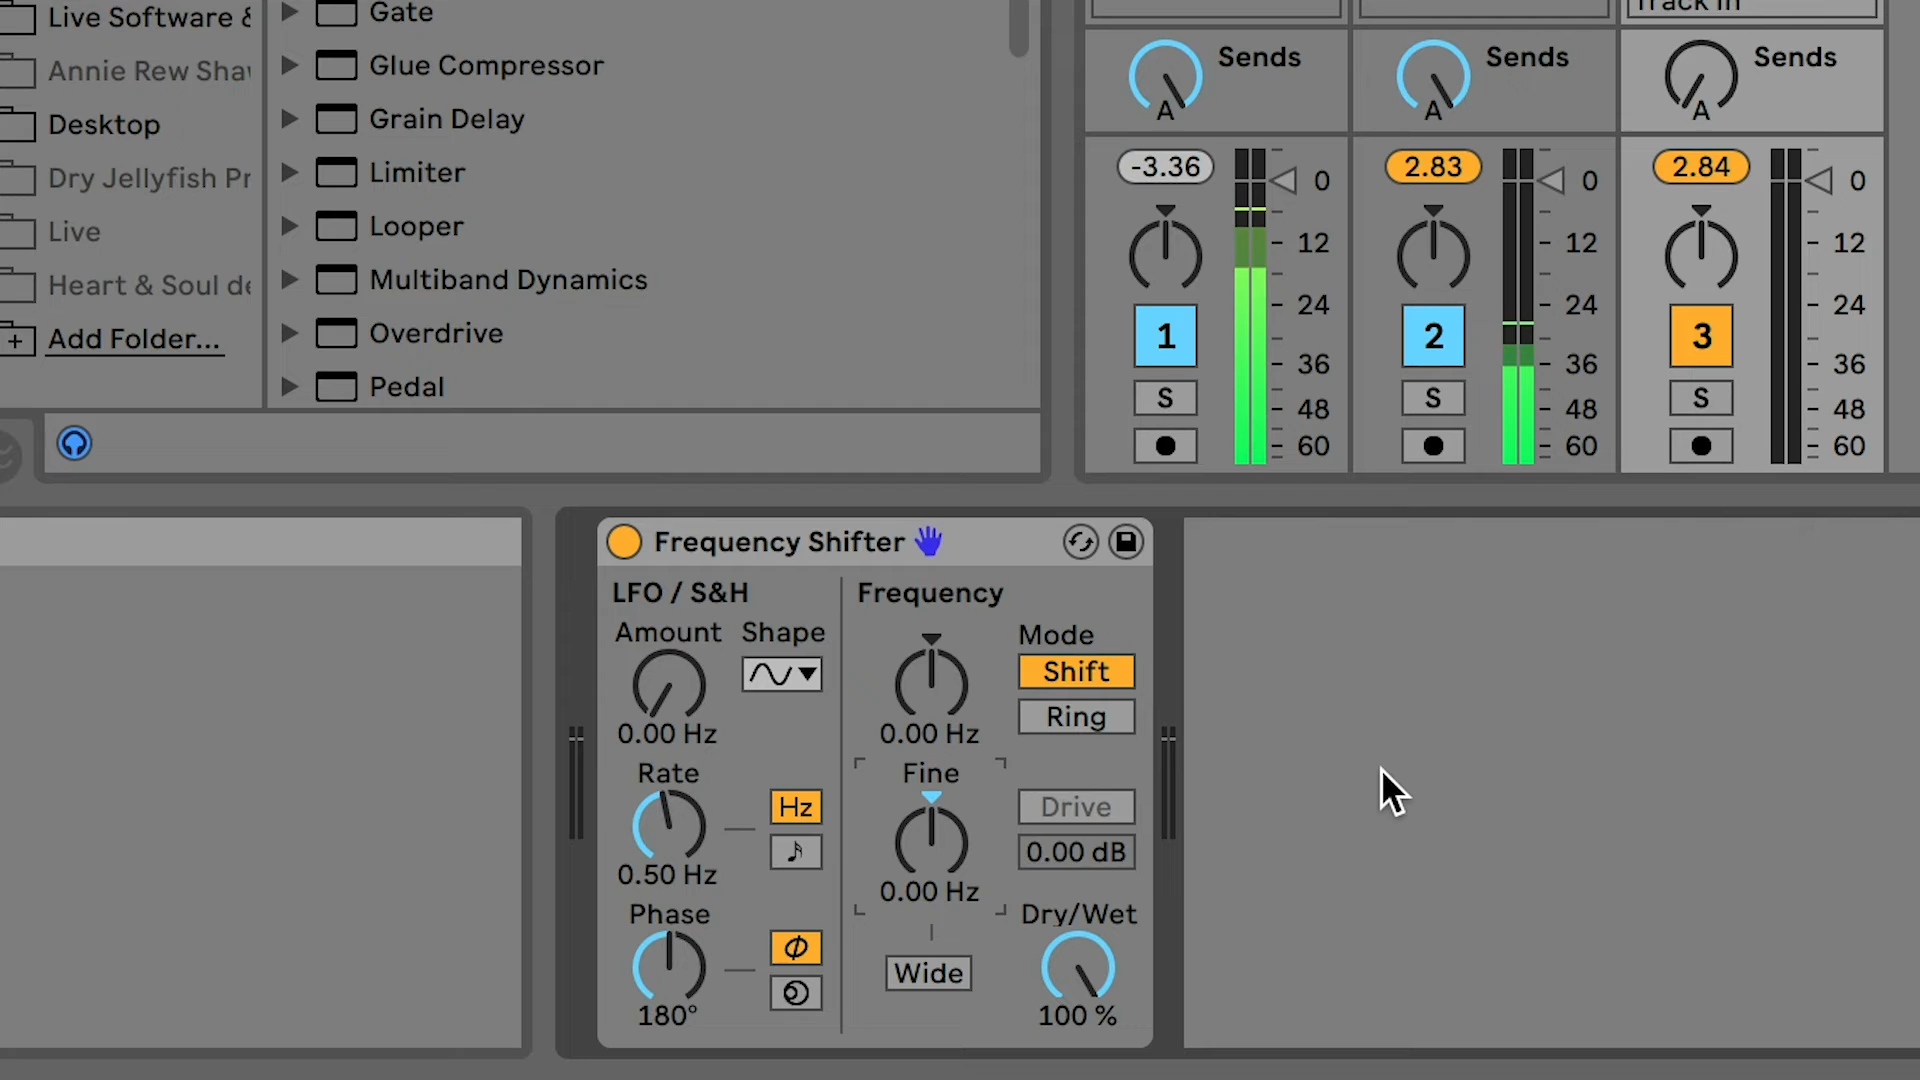 Live Software &
Annie Rew Sha
Desktop
Dry Jellyfish Pr
Live
Heart & Soul de
Add Folder...
Gate
Glue Compressor
Grain Delay
Limiter
Looper
Multiband Dynamics
Overdrive
Pedal
Track In
Sends Sends Sends
A A A
-3.36 0 2.83 0 2.84 0
12 12 12
24 24 24
1 2 3
36 36 36
S S S
48 48 48
60 60 60
Frequency Shifter
LFO / S&H
Amount Shape
0.00 Hz
Rate
Hz
0.50 Hz
Phase
180°
Frequency
0.00 Hz
Fine
0.00 Hz
Wide
Mode
Shift
Ring
Drive
0.00 dB
Dry/Wet
100 %